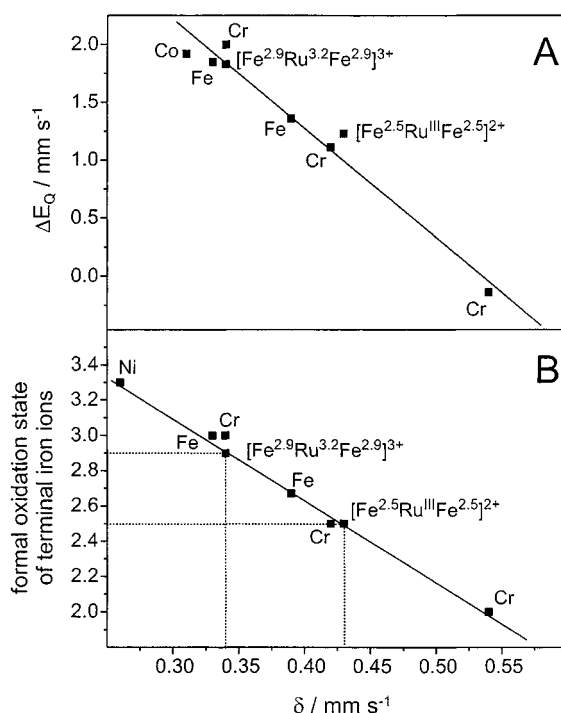 A
2.0
1.5
1.0
0.5
0.0
ΔE_Q / mm s⁻¹
Co
Cr
Fe
[Fe²·⁹Ru³·²Fe²·⁹]³⁺
Fe
[Fe²·⁵RuᴵᴵᴵFe²·⁵]²⁺
Cr
Cr
B
3.4
3.2
3.0
2.8
2.6
2.4
2.2
2.0
formal oxidation state
of terminal iron ions
Ni
Cr
Fe
[Fe²·⁹Ru³·²Fe²·⁹]³⁺
Fe
[Fe²·⁵RuᴵᴵᴵFe²·⁵]²⁺
Cr
Cr
0.30 0.35 0.40 0.45 0.50 0.55
δ / mm s⁻¹